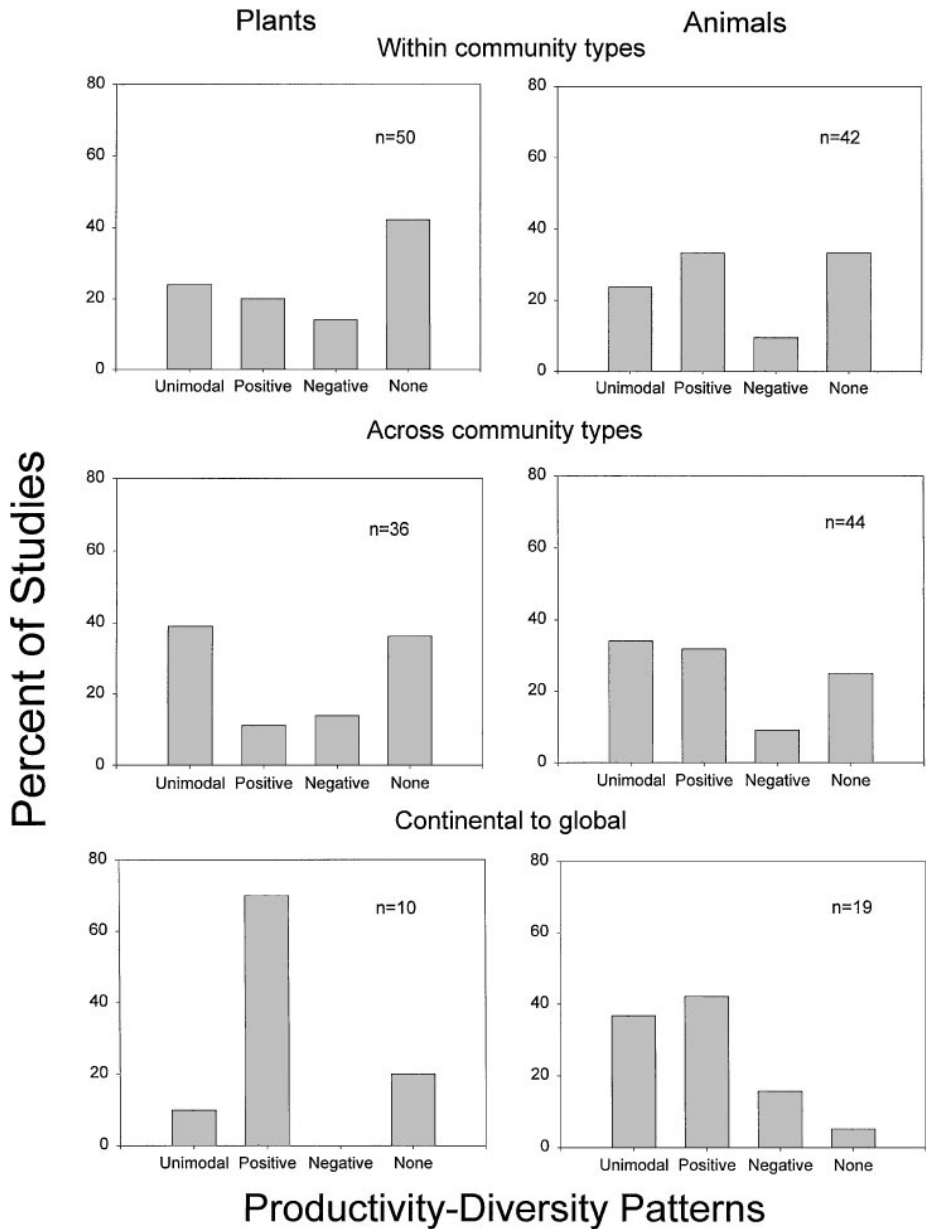 Plants
Animals
Within community types
80
60
40
20
0
n=50
Unimodal Positive Negative None
80
60
40
20
0
n=42
Unimodal Positive Negative None
Across community types
80
60
40
20
0
n=36
Unimodal Positive Negative None
80
60
40
20
0
n=44
Unimodal Positive Negative None
Continental to global
80
60
40
20
0
n=10
Unimodal Positive Negative None
80
60
40
20
0
n=19
Unimodal Positive Negative None
Percent of Studies
Productivity-Diversity Patterns